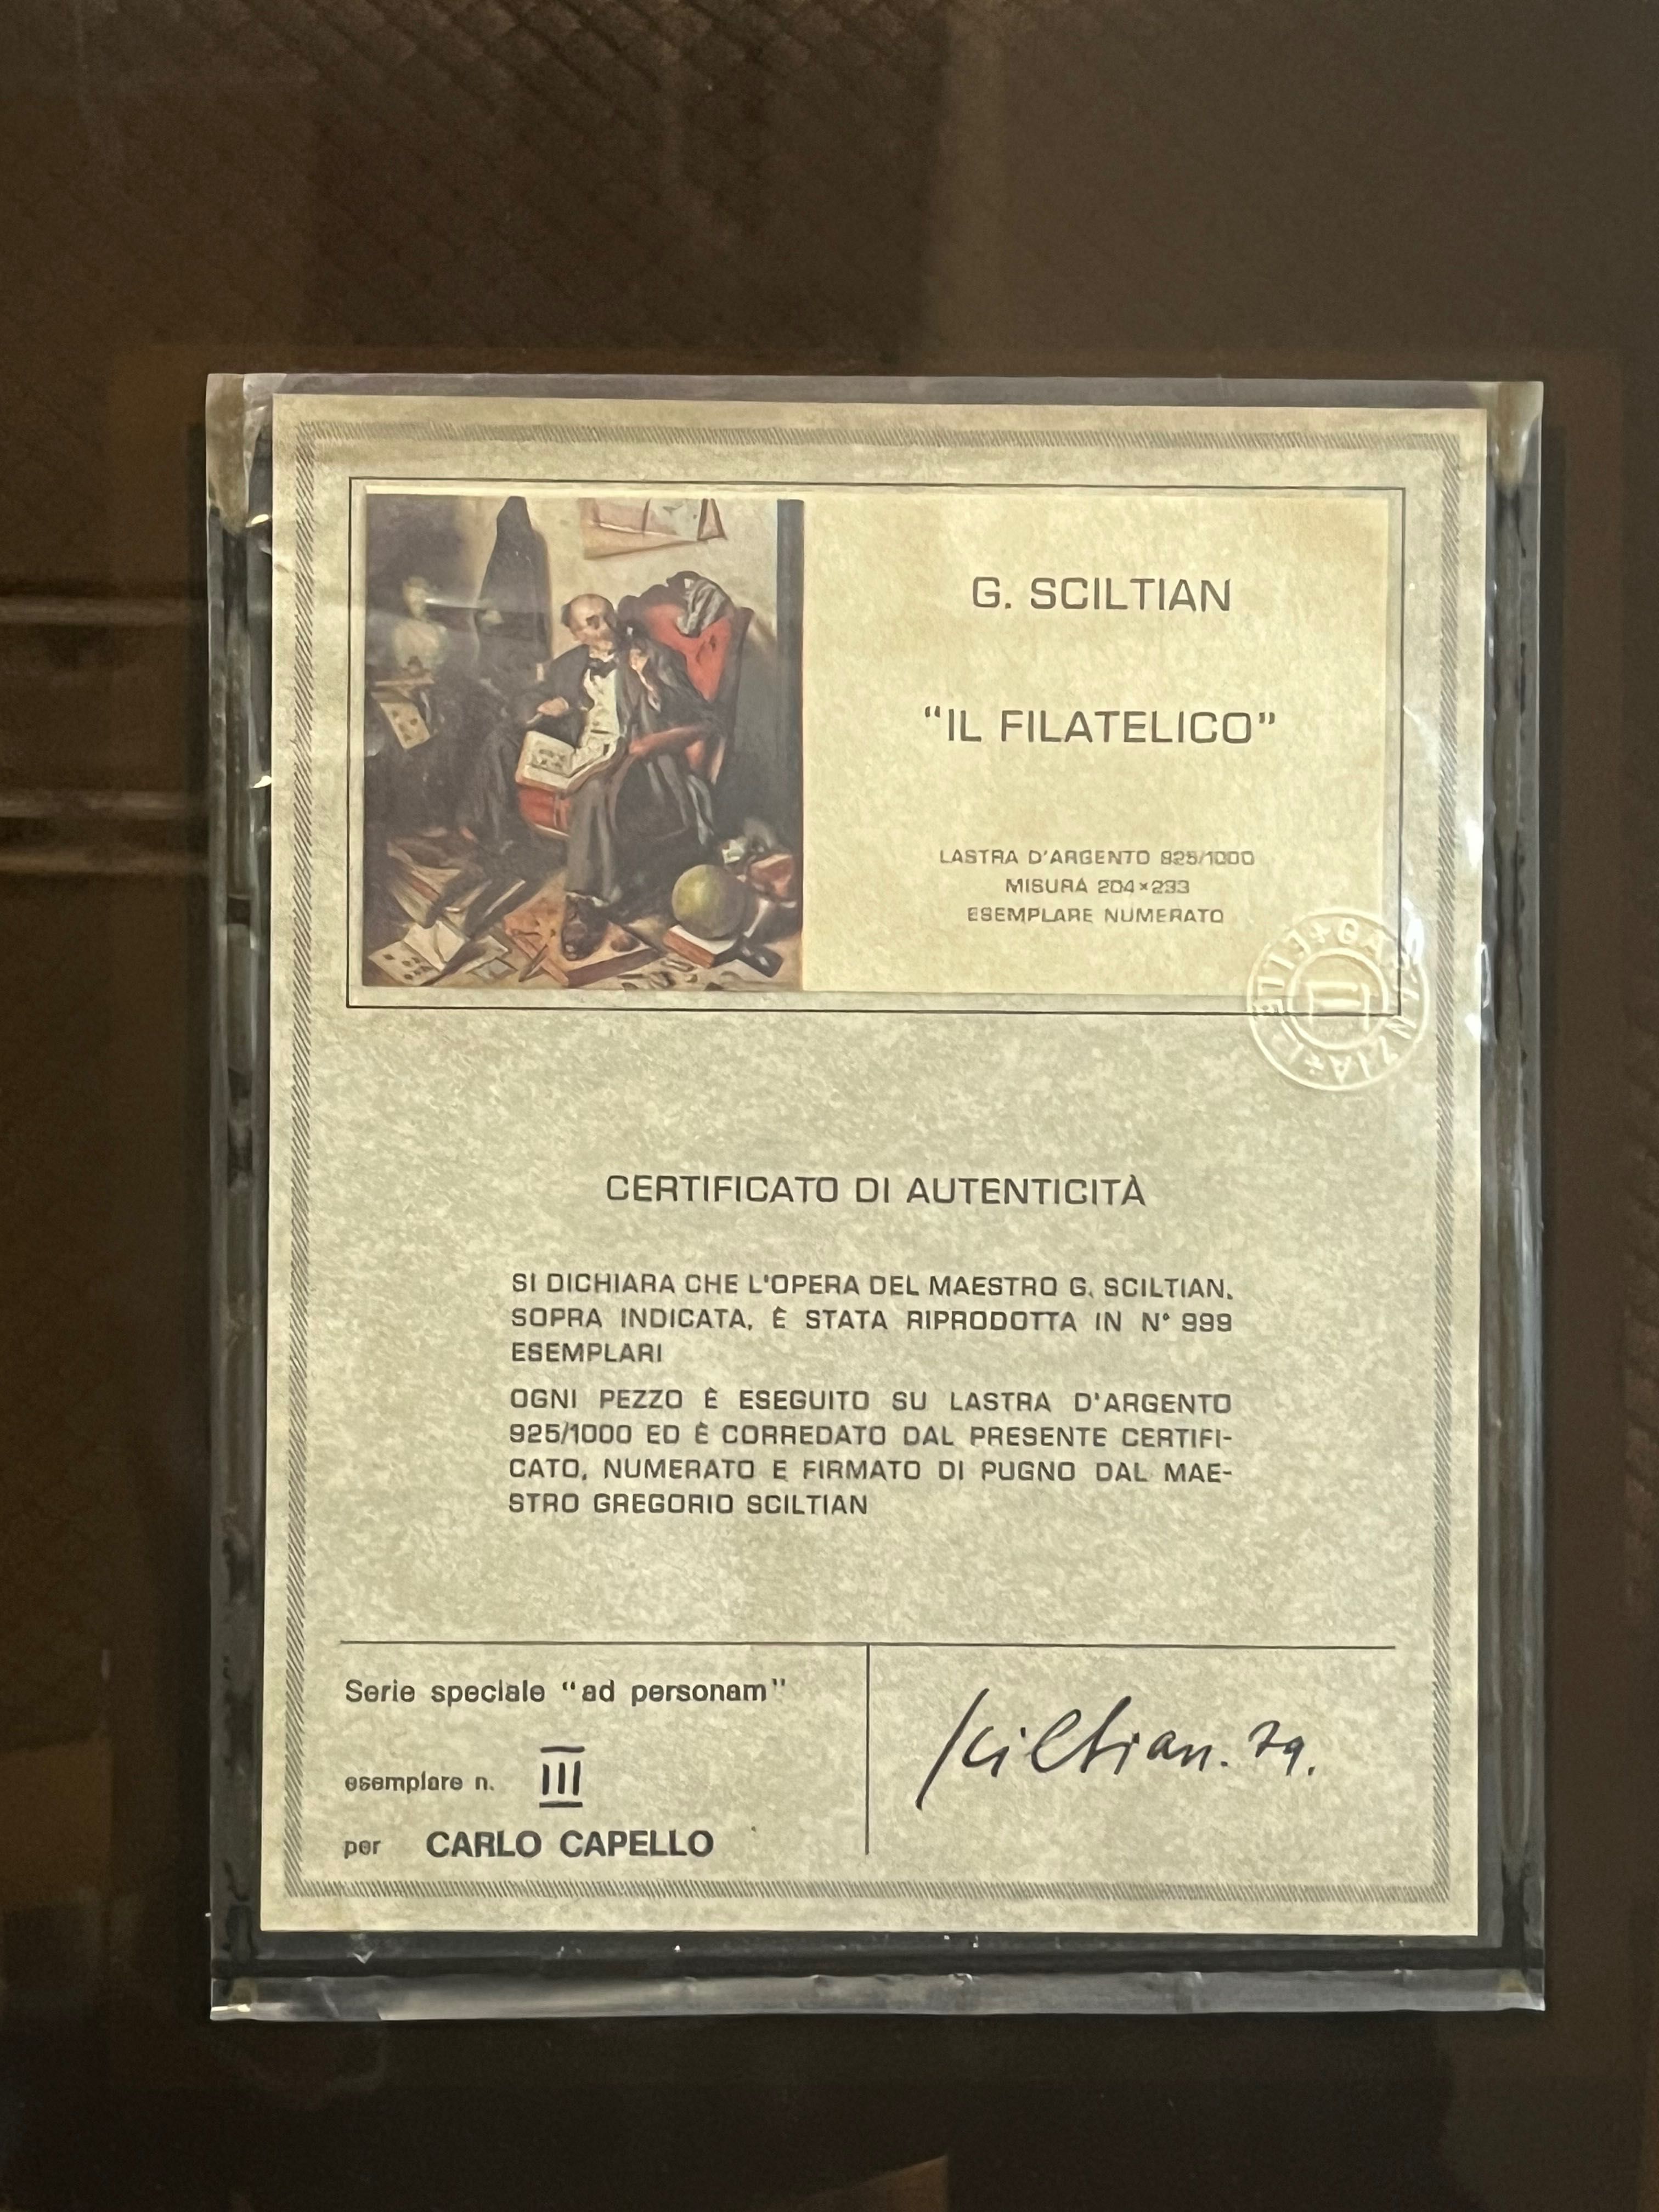 G. SCILTIAN
"IL FILATELICO"
LASTRA D'ARGENTO 925/1000
MISURA 204×233
ESEMPLARE NUMERATO
CERTIFICATO DI AUTENTICITÀ
SI DICHIARA CHE L'OPERA DEL MAESTRO G. SCILTIAN,
SOPRA INDICATA, È STATA RIPRODOTTA IN N° 999
ESEMPLARI
OGNI PEZZO È ESEGUITO SU LASTRA D'ARGENTO
925/1000 ED È CORREDATO DAL PRESENTE CERTIFI-
CATO, NUMERATO E FIRMATO DI PUGNO DAL MAE-
STRO GREGORIO SCILTIAN
Serie speciale "ad personam"
esemplare n. III
per CARLO CAPELLO
Sciltian. 79.